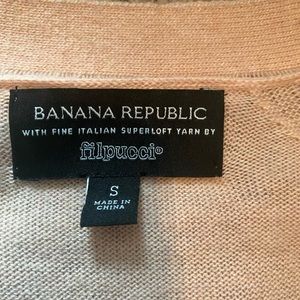 BANANA REPUBLIC
WITH FINE ITALIAN SUPERLOFT YARN BY
filpucci®
S
MADE IN
CHINA